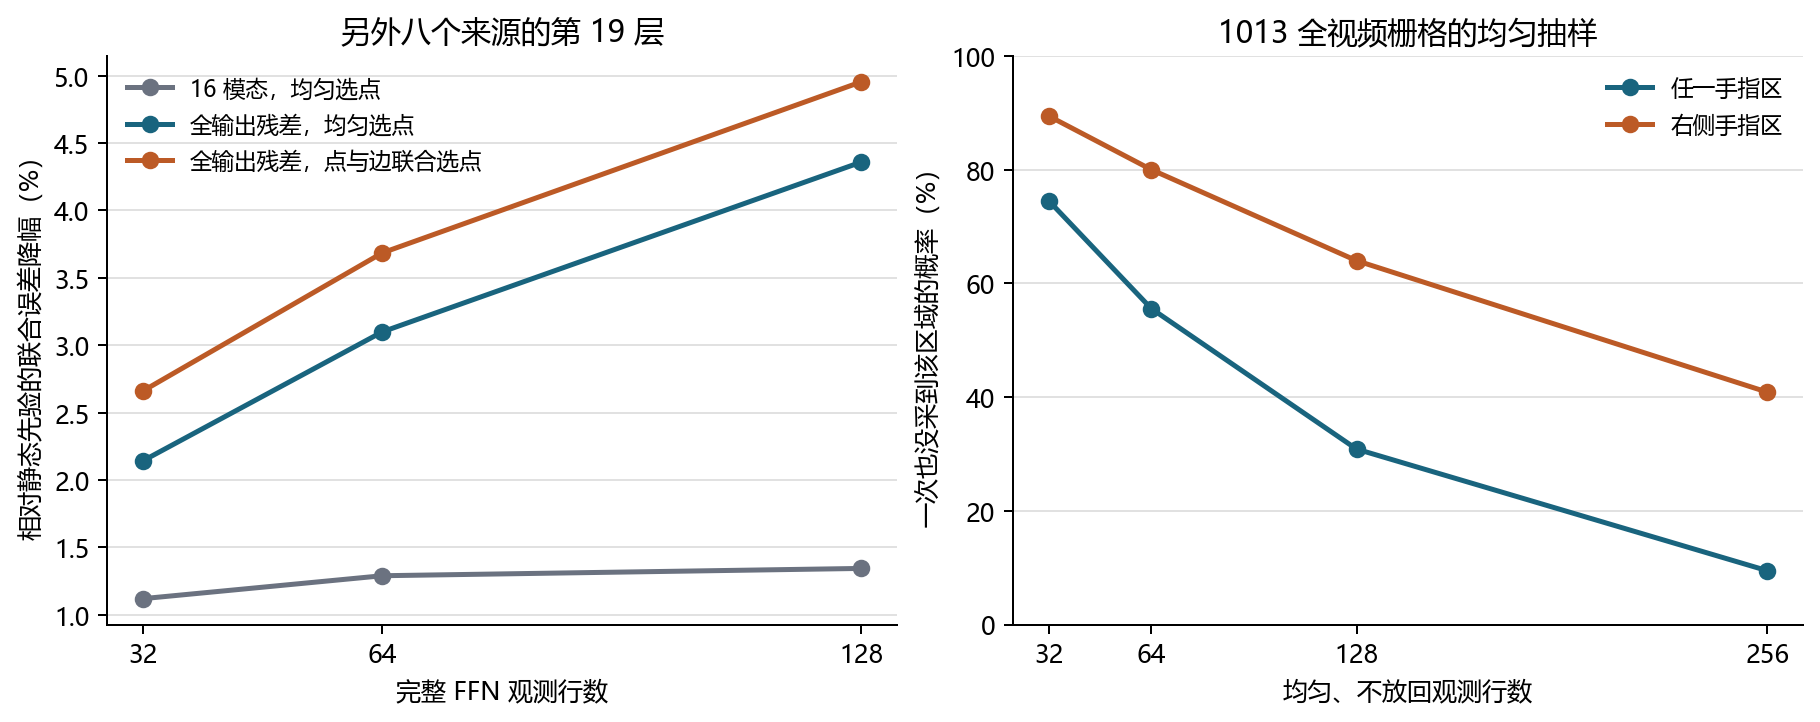 另外八个来源的第 19 层
相对静态先验的联合误差降幅（%）
5.0
4.5
4.0
3.5
3.0
2.5
2.0
1.5
1.0
16 模态，均匀选点
全输出残差，均匀选点
全输出残差，点与边联合选点
32
64
128
完整 FFN 观测行数
1013 全视频栅格的均匀抽样
一次也没采到该区域的概率（%）
100
80
60
40
20
0
任一手指区
右侧手指区
32
64
128
256
均匀、不放回观测行数